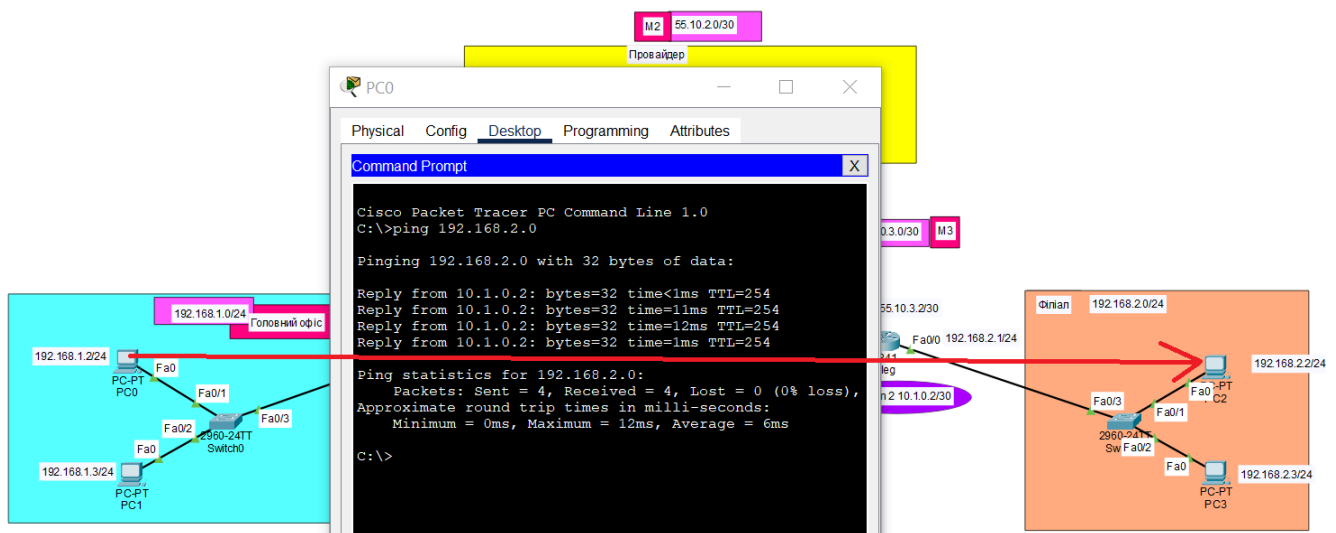 M2
55.10.2.0/30
Провайдер
PC0
Physical
Config
Desktop
Programming
Attributes
Command Prompt
X
Cisco Packet Tracer PC Command Line 1.0
C:\>ping 192.168.2.0
Pinging 192.168.2.0 with 32 bytes of data:
Reply from 10.1.0.2: bytes=32 time<1ms TTL=254
Reply from 10.1.0.2: bytes=32 time=11ms TTL=254
Reply from 10.1.0.2: bytes=32 time=12ms TTL=254
Reply from 10.1.0.2: bytes=32 time=1ms TTL=254
Ping statistics for 192.168.2.0:
Packets: Sent = 4, Received = 4, Lost = 0 (0% loss),
Approximate round trip times in milli-seconds:
Minimum = 0ms, Maximum = 12ms, Average = 6ms
C:\>
192.168.1.0/24
Головний офіс
192.168.1.2/24
Fa0
PC-PT
PC0
Fa0/1
Fa0/3
Fa0/2
2960-24TT
Switch0
Fa0
192.168.1.3/24
PC-PT
PC1
0.3.0/30
M3
55.10.3.2/30
Fa0/0
192.168.2.1/24
n 2 10.1.0.2/30
Філіал
192.168.2.0/24
192.168.2.2/24
Fa0
PC2
Fa0/3
Fa0/1
2960-24TT
Fa0/2
Fa0
192.168.2.3/24
PC-PT
PC3